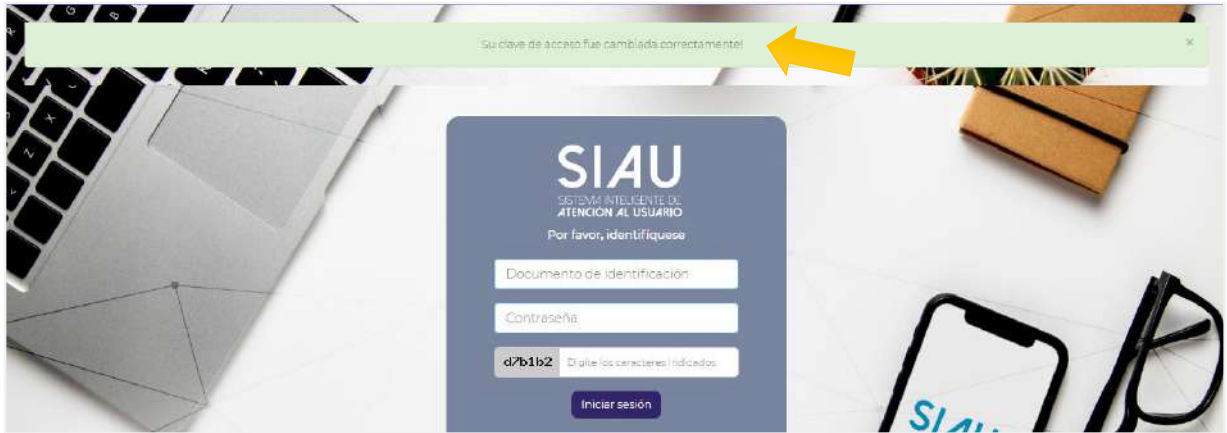 Su clave de acceso fue cambiada correctamente!
×
SIAU
SISTEMA INTELIGENTE DE
ATENCIÓN AL USUARIO
Por favor, identifíquese
Documento de identificación
Contraseña
d7b1b2 Digite los caracteres indicados
Iniciar sesión
SIAU